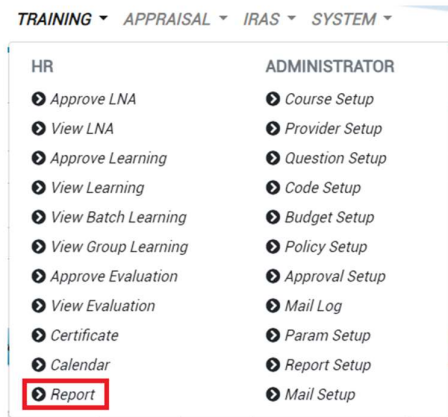 TRAINING APPRAISAL IRAS SYSTEM
HR
Approve LNA
View LNA
Approve Learning
View Learning
View Batch Learning
View Group Learning
Approve Evaluation
View Evaluation
Certificate
Calendar
Report
ADMINISTRATOR
Course Setup
Provider Setup
Question Setup
Code Setup
Budget Setup
Policy Setup
Approval Setup
Mail Log
Param Setup
Report Setup
Mail Setup